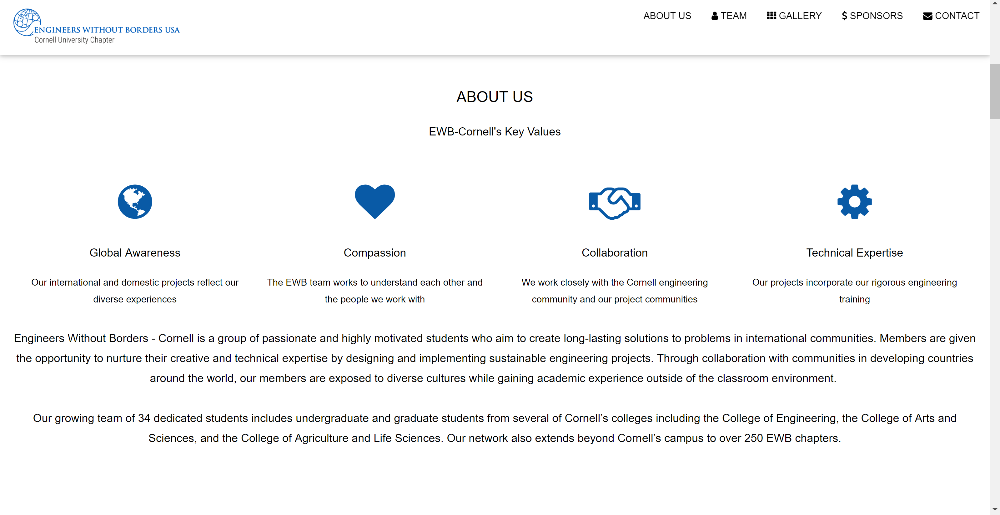 ENGINEERS WITHOUT BORDERS USA
Cornell University Chapter
ABOUT US
TEAM
GALLERY
$ SPONSORS
CONTACT
ABOUT US
EWB-Cornell's Key Values
Global Awareness
Our international and domestic projects reflect our
diverse experiences
Compassion
The EWB team works to understand each other and
the people we work with
Collaboration
We work closely with the Cornell engineering
community and our project communities
Technical Expertise
Our projects incorporate our rigorous engineering
training
Engineers Without Borders - Cornell is a group of passionate and highly motivated students who aim to create long-lasting solutions to problems in international communities. Members are given
the opportunity to nurture their creative and technical expertise by designing and implementing sustainable engineering projects. Through collaboration with communities in developing countries
around the world, our members are exposed to diverse cultures while gaining academic experience outside of the classroom environment.
Our growing team of 34 dedicated students includes undergraduate and graduate students from several of Cornell’s colleges including the College of Engineering, the College of Arts and
Sciences, and the College of Agriculture and Life Sciences. Our network also extends beyond Cornell’s campus to over 250 EWB chapters.